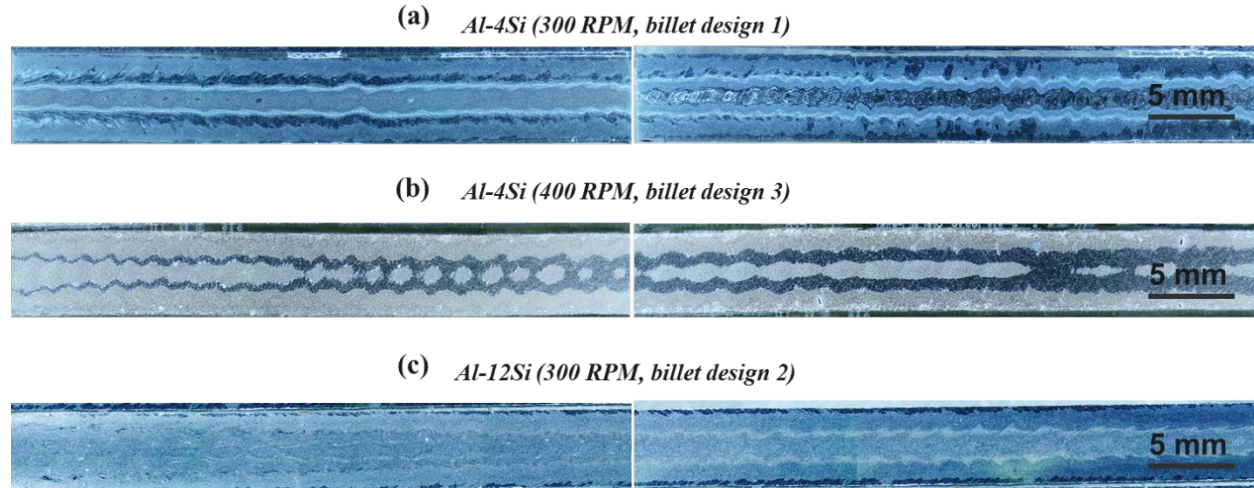 (a) Al-4Si (300 RPM, billet design 1)
5 mm
(b) Al-4Si (400 RPM, billet design 3)
5 mm
(c) Al-12Si (300 RPM, billet design 2)
5 mm